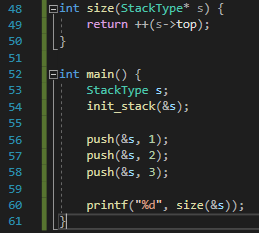 48 int size(StackType* s) {
49 return ++(s->top);
50 }
51
52 int main() {
53 StackType s;
54 init_stack(&s);
55
56 push(&s, 1);
57 push(&s, 2);
58 push(&s, 3);
59
60 printf("%d", size(&s));
61 }